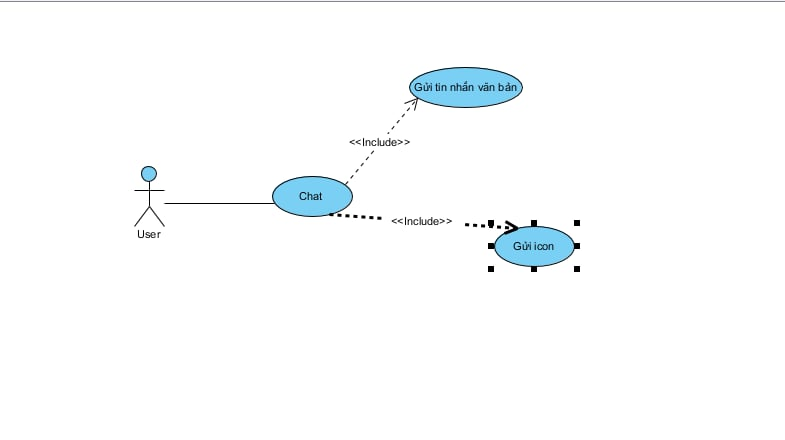 Gửi tin nhắn văn bản
<<Include>>
Chat
<<Include>>
User
Gửi icon